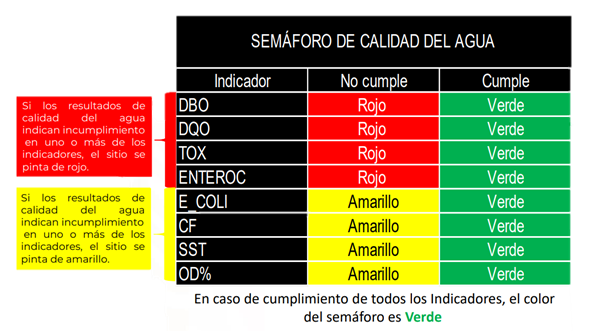 SEMÁFORO DE CALIDAD DEL AGUA
Indicador No cumple Cumple
DBO Rojo Verde
DQO Rojo Verde
TOX Rojo Verde
ENTEROC Rojo Verde
E_COLI Amarillo Verde
CF Amarillo Verde
SST Amarillo Verde
OD% Amarillo Verde
Si los resultados de
calidad del agua
indican incumplimiento
en uno o más de los
indicadores, el sitio se
pinta de rojo.
Si los resultados de
calidad del agua
indican incumplimiento
en uno o más de los
indicadores, el sitio se
pinta de amarillo.
En caso de cumplimiento de todos los Indicadores, el color
del semáforo es Verde